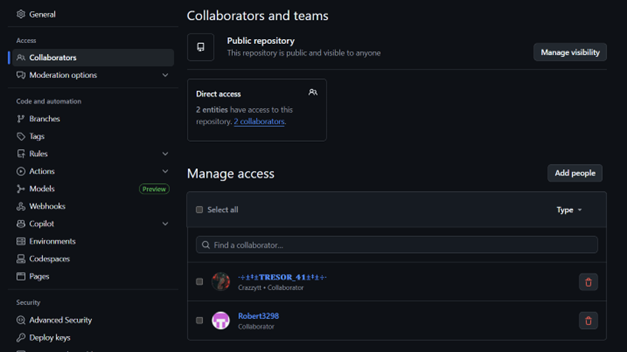 General
Access
Collaborators
Moderation options
Code and automation
Branches
Tags
Rules
Actions
Models Preview
Webhooks
Copilot
Environments
Codespaces
Pages
Security
Advanced Security
Deploy keys
Collaborators and teams
Public repository
This repository is public and visible to anyone
Manage visibility
Direct access
2 entities have access to this
repository. 2 collaborators.
Manage access
Add people
Select all
Type
Find a collaborator...
TRESOR_41
Crazzytt • Collaborator
Robert3298
Collaborator